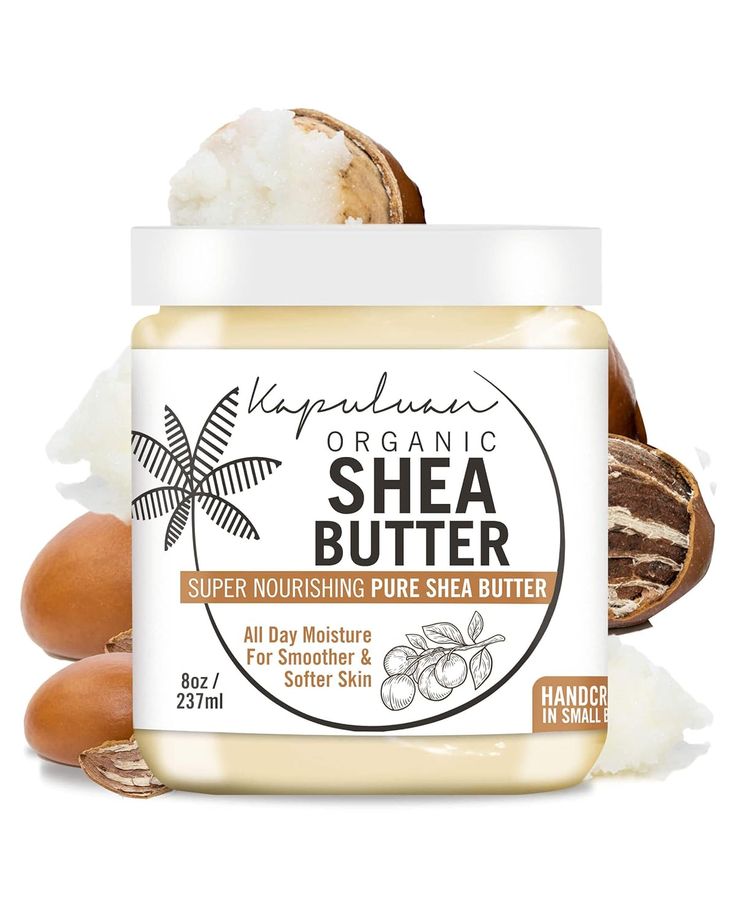 Kapuluan
ORGANIC
SHEA
BUTTER
SUPER NOURISHING PURE SHEA BUTTER
All Day Moisture
For Smoother &
Softer Skin
8oz /
237ml
IN SMALL